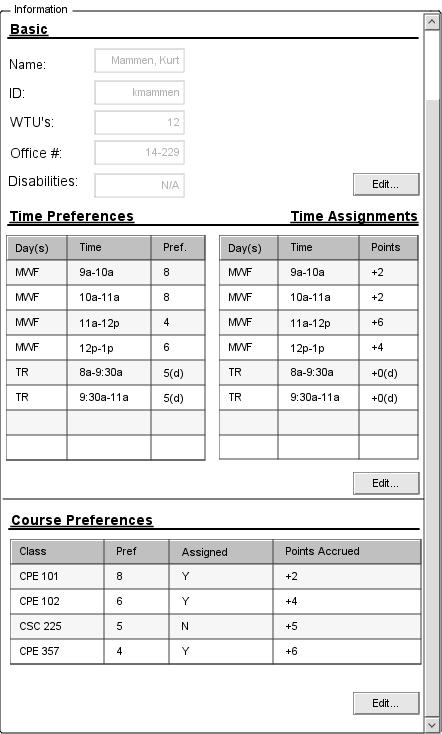 Information
Basic
Name: Mammen, Kurt
ID: kmammen
WTU's: 12
Office #: 14-229
Disabilities: N/A
Edit...
Time Preferences Time Assignments
Day(s) Time Pref. Day(s) Time Points
MWF 9a-10a 8 MWF 9a-10a +2
MWF 10a-11a 8 MWF 10a-11a +2
MWF 11a-12p 4 MWF 11a-12p +6
MWF 12p-1p 6 MWF 12p-1p +4
TR 8a-9:30a 5(d) TR 8a-9:30a +0(d)
TR 9:30a-11a 5(d) TR 9:30a-11a +0(d)
Edit...
Course Preferences
Class Pref Assigned Points Accrued
CPE 101 8 Y +2
CPE 102 6 Y +4
CSC 225 5 N +5
CPE 357 4 Y +6
Edit...